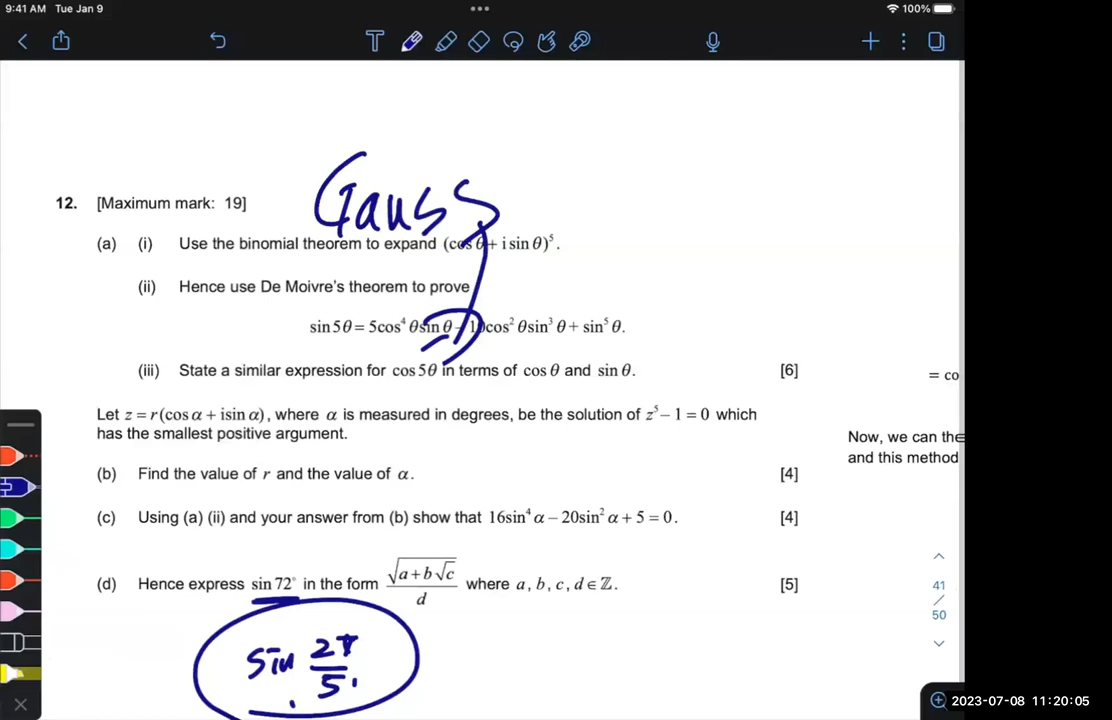 9:41 AM Tue Jan 9
100%
Gauss
12. [Maximum mark: 19]
(a) (i) Use the binomial theorem to expand (cos θ + i sin θ)⁵ .
(ii) Hence use De Moivre's theorem to prove
sin 5θ = 5cos⁴ θ sin θ − 10cos² θ sin³ θ + sin⁵ θ.
(iii) State a similar expression for cos 5θ in terms of cos θ and sin θ. [6]
= co
Let z = r(cos α + i sin α), where α is measured in degrees, be the solution of z⁵ − 1 = 0 which
has the smallest positive argument.
Now, we can the
and this method
(b) Find the value of r and the value of α. [4]
(c) Using (a) (ii) and your answer from (b) show that 16sin⁴ α − 20sin² α + 5 = 0. [4]
(d) Hence express sin 72° in the form √(a + b√c) / d where a, b, c, d ∈ ℤ. [5]
41
/
50
sin 2π/5
2023-07-08 11:20:05